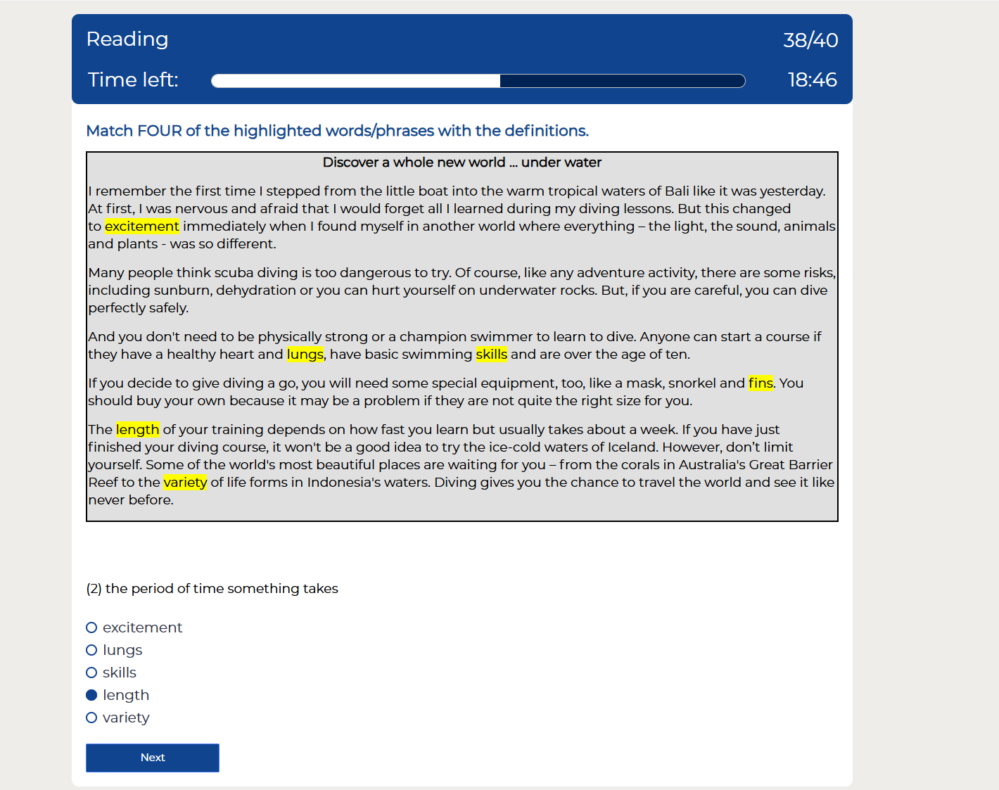 Reading
38/40
Time left:
18:46
Match FOUR of the highlighted words/phrases with the definitions.
Discover a whole new world ... under water
I remember the first time I stepped from the little boat into the warm tropical waters of Bali like it was yesterday.
At first, I was nervous and afraid that I would forget all I learned during my diving lessons. But this changed
to excitement immediately when I found myself in another world where everything – the light, the sound, animals
and plants - was so different.
Many people think scuba diving is too dangerous to try. Of course, like any adventure activity, there are some risks,
including sunburn, dehydration or you can hurt yourself on underwater rocks. But, if you are careful, you can dive
perfectly safely.
And you don't need to be physically strong or a champion swimmer to learn to dive. Anyone can start a course if
they have a healthy heart and lungs, have basic swimming skills and are over the age of ten.
If you decide to give diving a go, you will need some special equipment, too, like a mask, snorkel and fins. You
should buy your own because it may be a problem if they are not quite the right size for you.
The length of your training depends on how fast you learn but usually takes about a week. If you have just
finished your diving course, it won't be a good idea to try the ice-cold waters of Iceland. However, don’t limit
yourself. Some of the world's most beautiful places are waiting for you – from the corals in Australia's Great Barrier
Reef to the variety of life forms in Indonesia's waters. Diving gives you the chance to travel the world and see it like
never before.
(2) the period of time something takes
excitement
lungs
skills
length
variety
Next